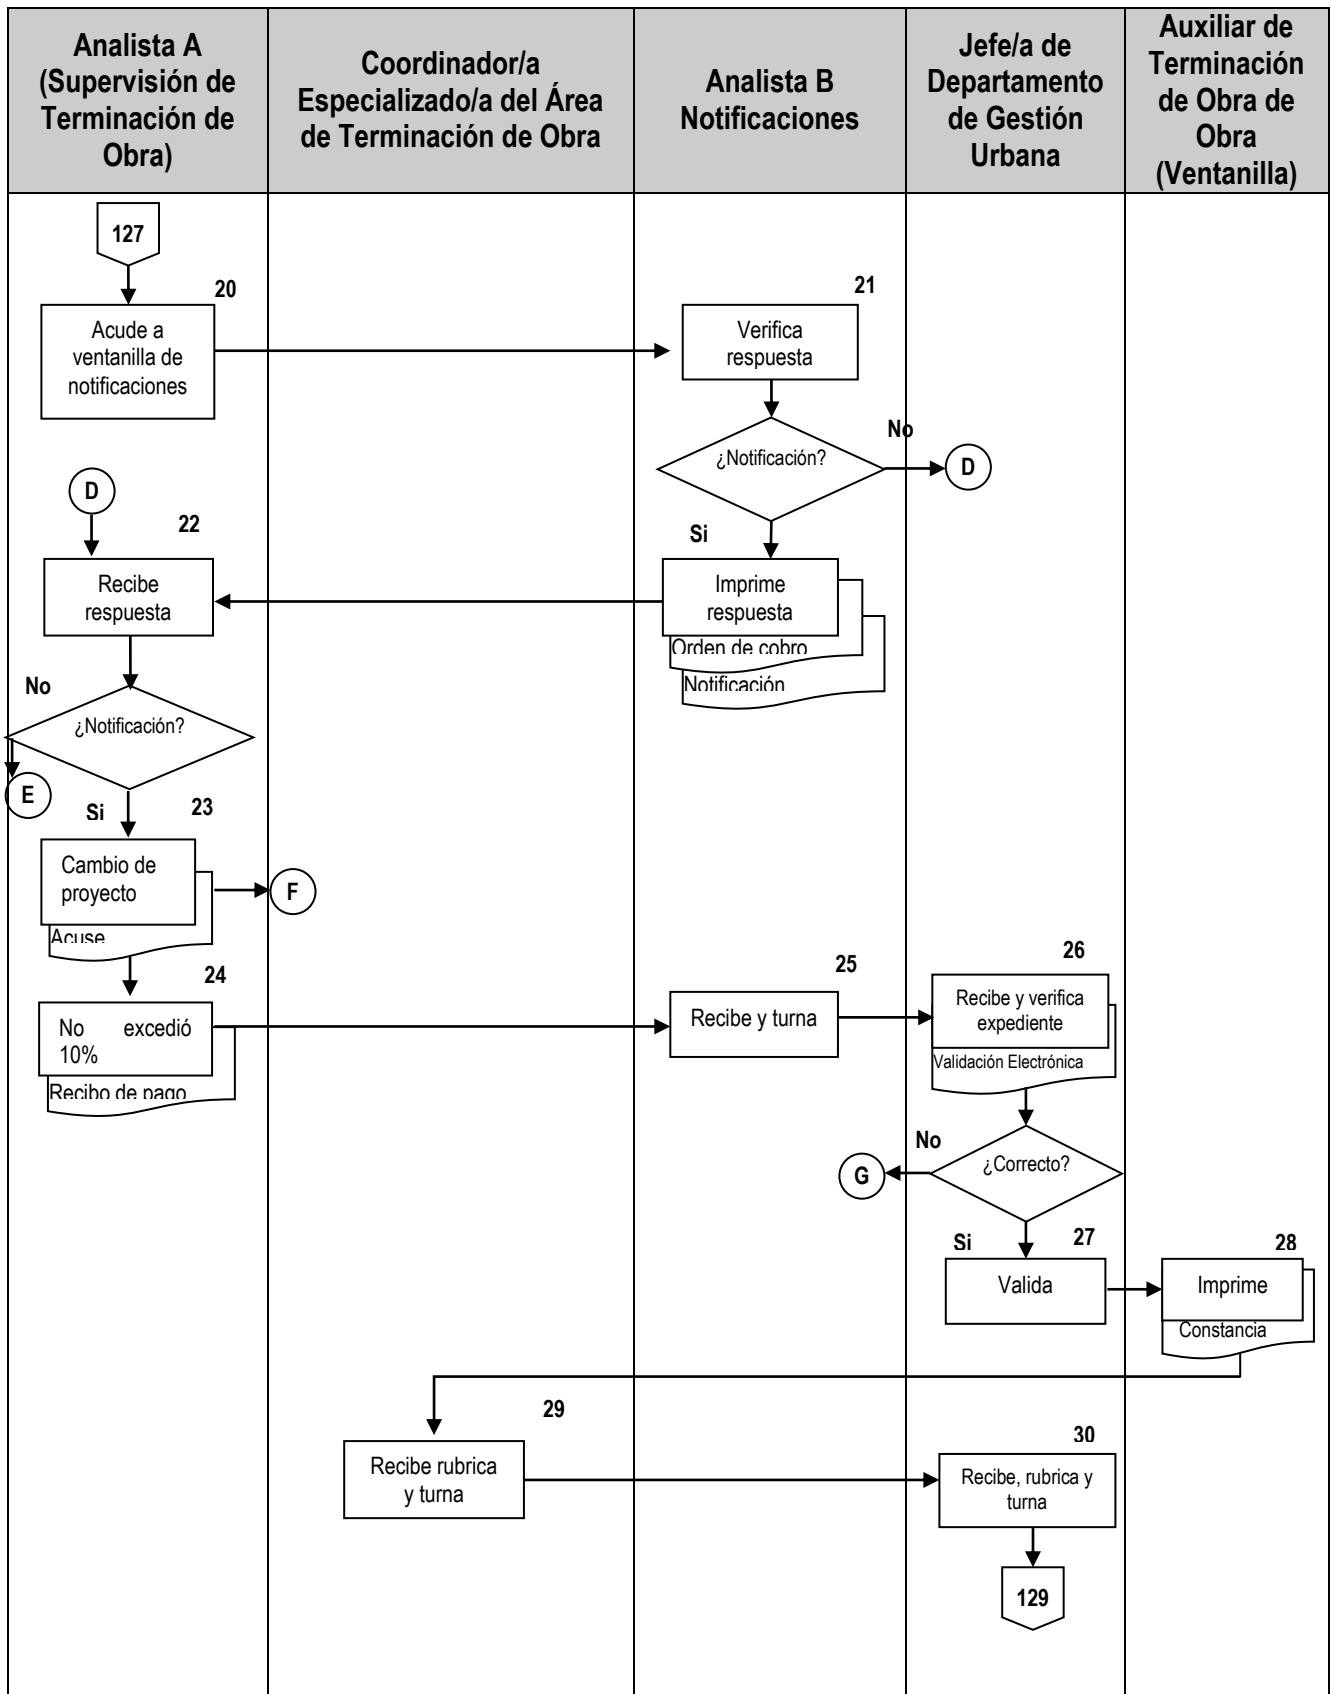 Analista A
(Supervisión de
Terminación de
Obra)
Coordinador/a
Especializado/a del Área
de Terminación de Obra
Analista B
Notificaciones
Jefe/a de
Departamento
de Gestión
Urbana
Auxiliar de
Terminación
de Obra de
Obra
(Ventanilla)
127
20
Acude a
ventanilla de
notificaciones
21
Verifica
respuesta
¿Notificación?
No
D
D
22
Recibe
respuesta
Si
Imprime
respuesta
Orden de cobro
Notificación
No
¿Notificación?
E
Si
23
Cambio de
proyecto
Acuse
F
24
No excedió
10%
Recibo de pago
25
Recibe y turna
26
Recibe y verifica
expediente
Validación Electrónica
No
¿Correcto?
G
Si
27
Valida
28
Imprime
Constancia
29
Recibe rubrica
y turna
30
Recibe, rubrica y
turna
129